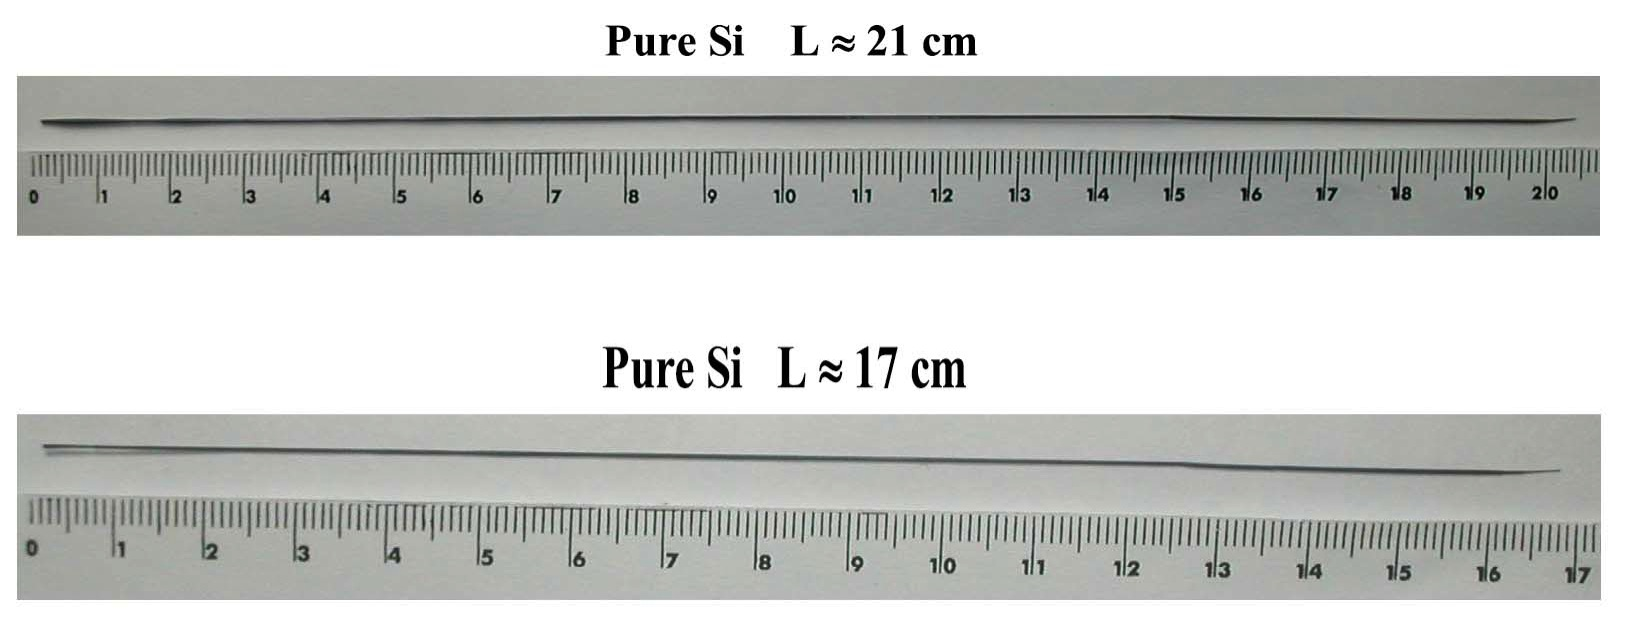 Pure Si L ≈ 21 cm
0 1 2 3 4 5 6 7 8 9 10 11 12 13 14 15 16 17 18 19 20
Pure Si L ≈ 17 cm
0 1 2 3 4 5 6 7 8 9 10 11 12 13 14 15 16 17